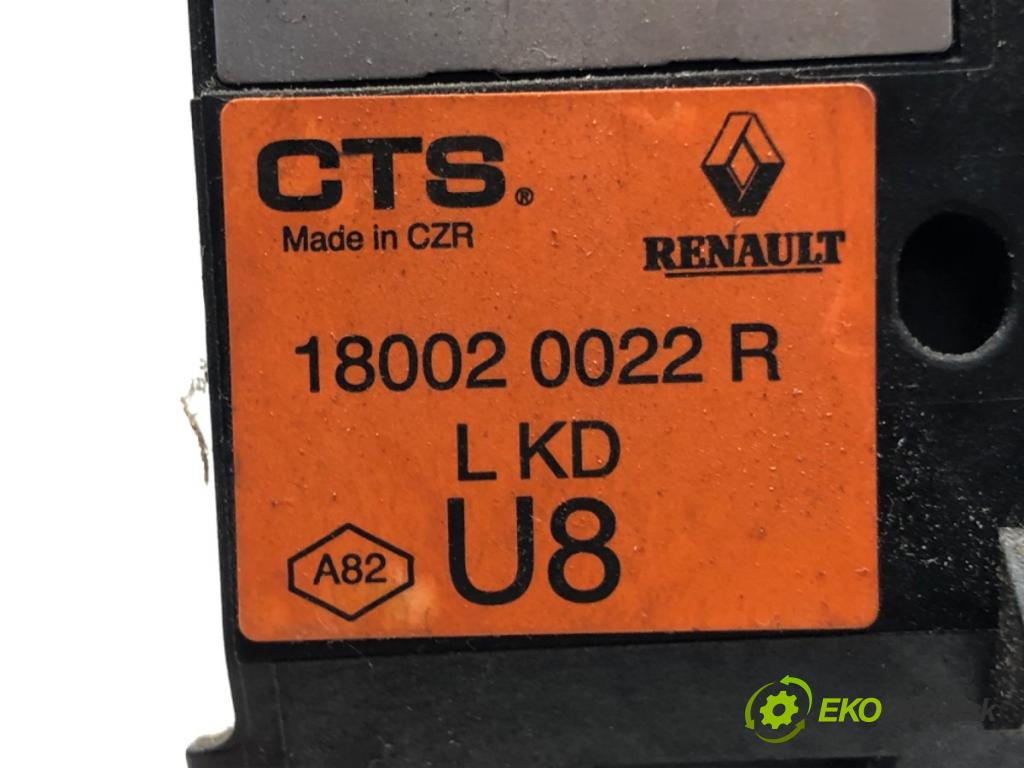 CTS®
Made in CZR
RENAULT
18002 0022 R
L KD
A82
U8
EKO